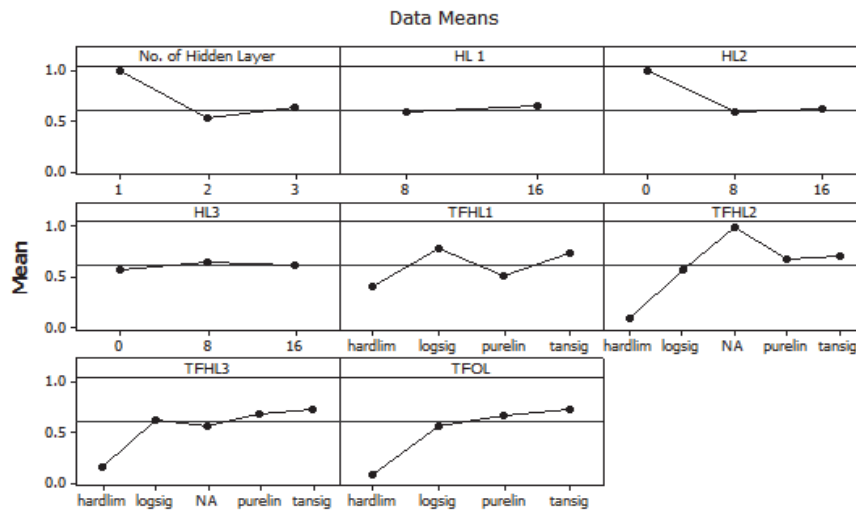 Data Means
No. of Hidden Layer HL 1 HL2
1.0
0.5
0.0
1 2 3 8 16 0 8 16
HL3 TFHL1 TFHL2
1.0
0.5
0.0
0 8 16 hardlim logsig purelin tansig hardlim logsig NA purelin tansig
TFHL3 TFOL
1.0
0.5
0.0
hardlim logsig NA purelin tansig hardlim logsig purelin tansig
Mean